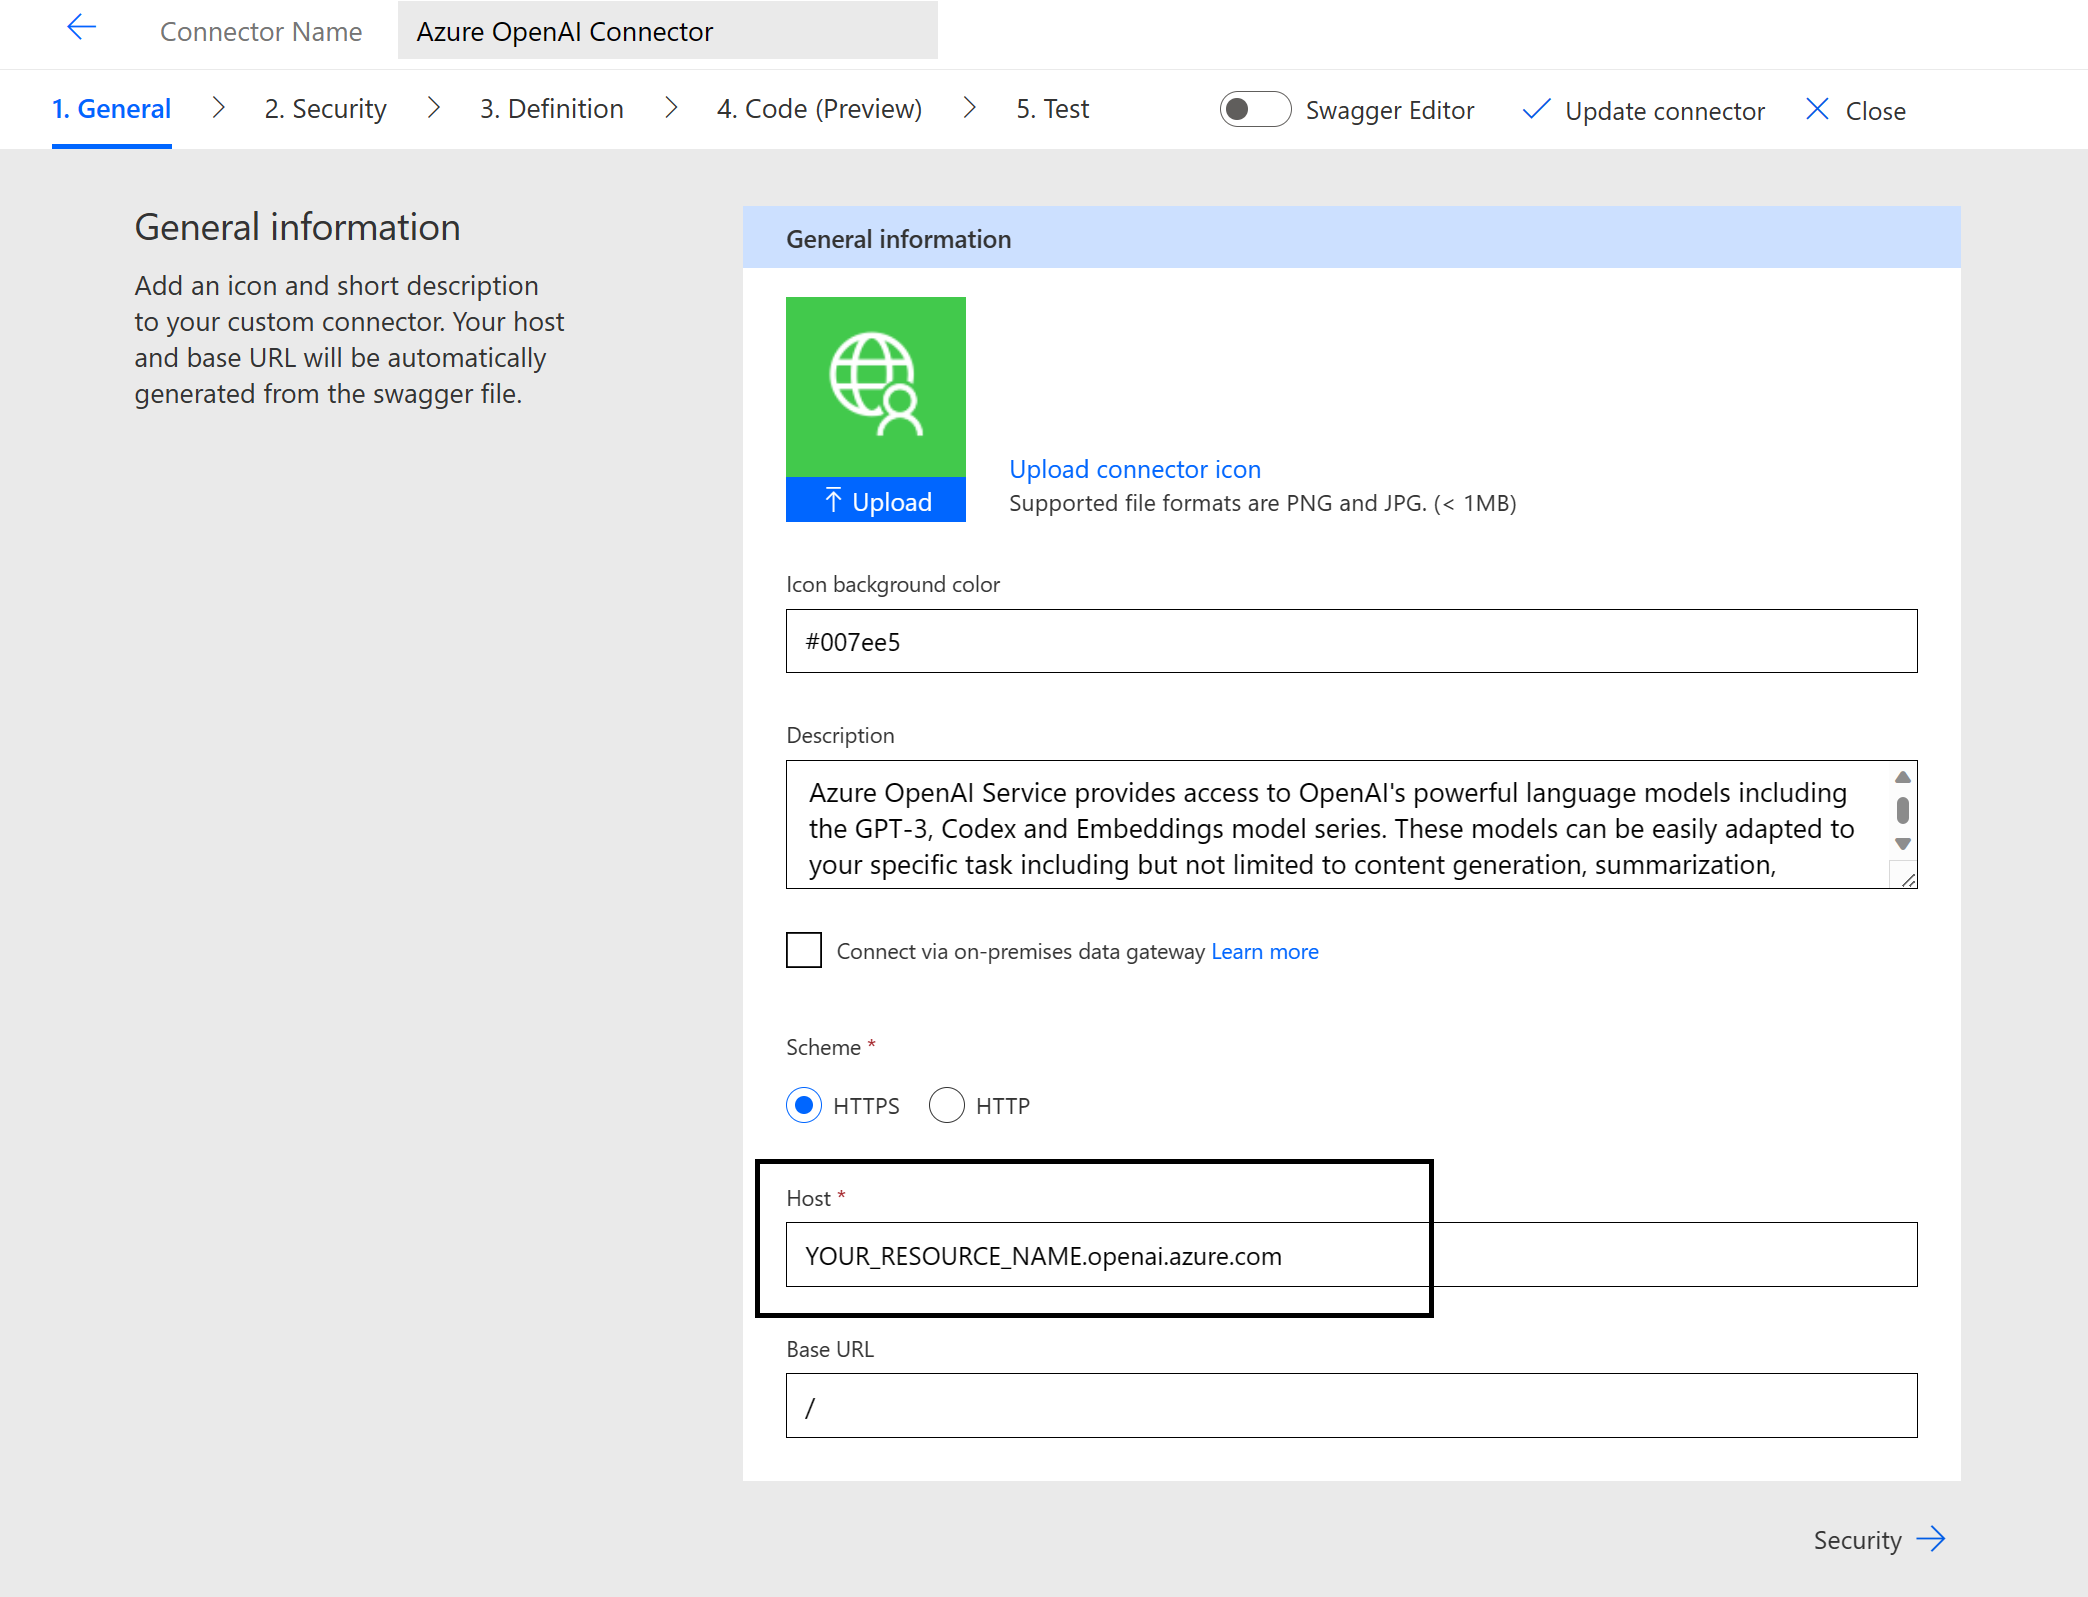 Connector Name
Azure OpenAI Connector
1. General
2. Security
3. Definition
4. Code (Preview)
5. Test
Swagger Editor
Update connector
Close
General information
Add an icon and short description
to your custom connector. Your host
and base URL will be automatically
generated from the swagger file.
General information
Upload
Upload connector icon
Supported file formats are PNG and JPG. (< 1MB)
Icon background color
#007ee5
Description
Azure OpenAI Service provides access to OpenAI's powerful language models including
the GPT-3, Codex and Embeddings model series. These models can be easily adapted to
your specific task including but not limited to content generation, summarization,
Connect via on-premises data gateway Learn more
Scheme *
HTTPS
HTTP
Host *
YOUR_RESOURCE_NAME.openai.azure.com
Base URL
/
Security